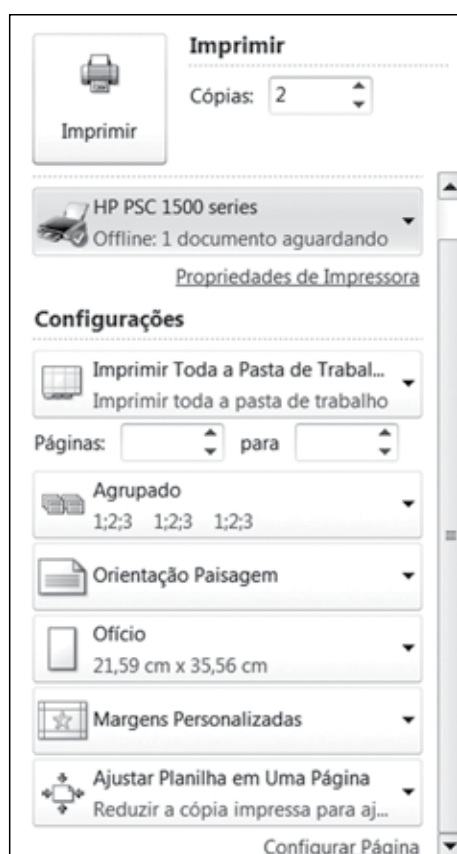 Imprimir
Cópias: 2
Imprimir
HP PSC 1500 series
Offline: 1 documento aguardando
Propriedades de Impressora
Configurações
Imprimir Toda a Pasta de Trabal...
Imprimir toda a pasta de trabalho
Páginas: para
Agrupado
1;2;3 1;2;3 1;2;3
Orientação Paisagem
Ofício
21,59 cm x 35,56 cm
Margens Personalizadas
Ajustar Planilha em Uma Página
Reduzir a cópia impressa para aj...
Configurar Página